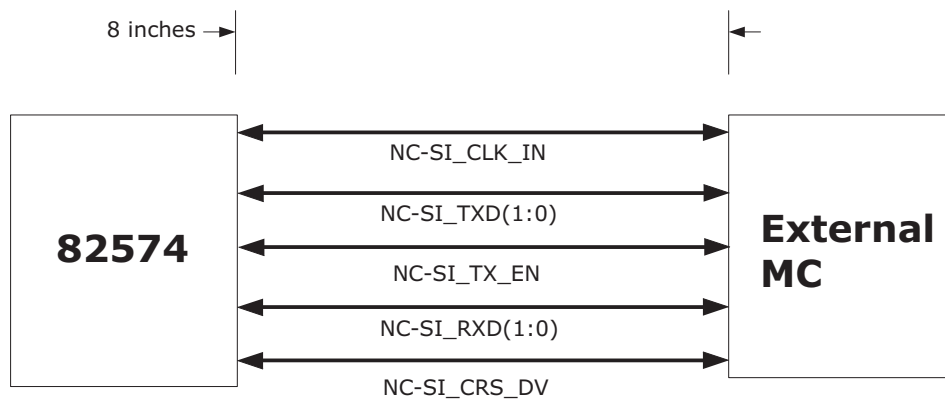 8 inches
NC-SI_CLK_IN
NC-SI_TXD(1:0)
82574
External
MC
NC-SI_TX_EN
NC-SI_RXD(1:0)
NC-SI_CRS_DV